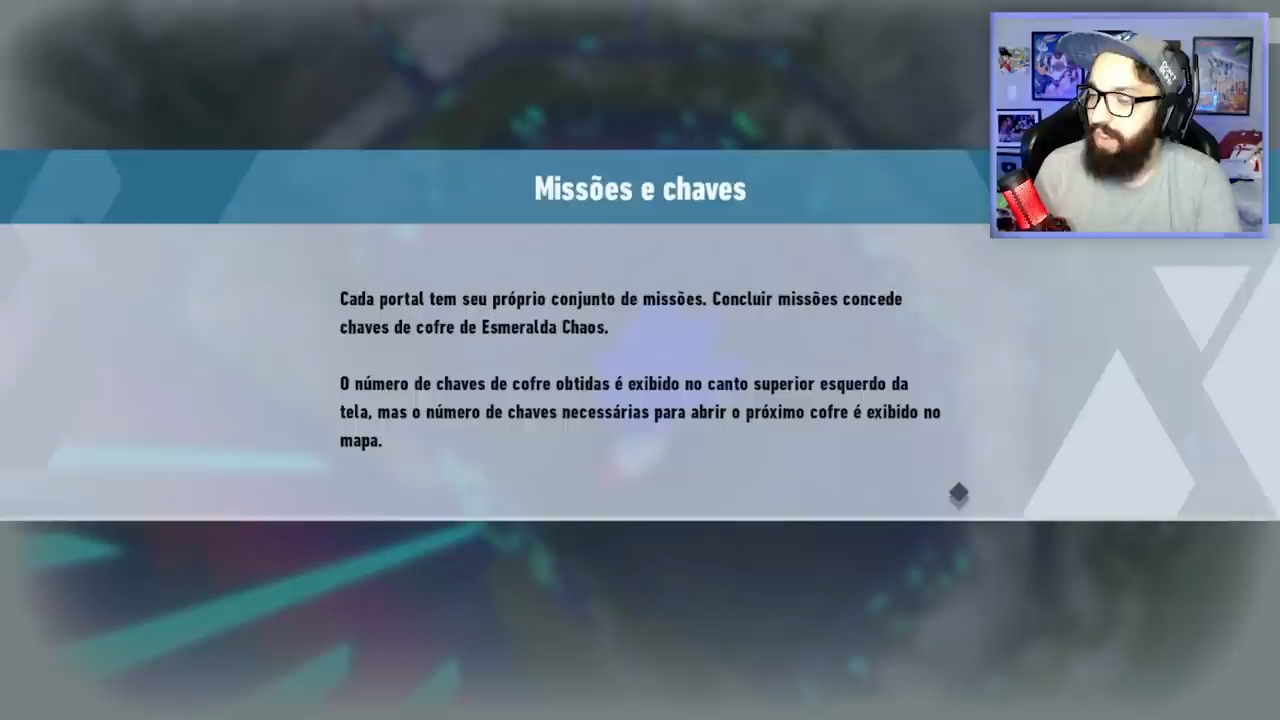 Missões e chaves
Cada portal tem seu próprio conjunto de missões. Concluir missões concede
chaves de cofre de Esmeralda Chaos.
O número de chaves de cofre obtidas é exibido no canto superior esquerdo da
tela, mas o número de chaves necessárias para abrir o próximo cofre é exibido no
mapa.